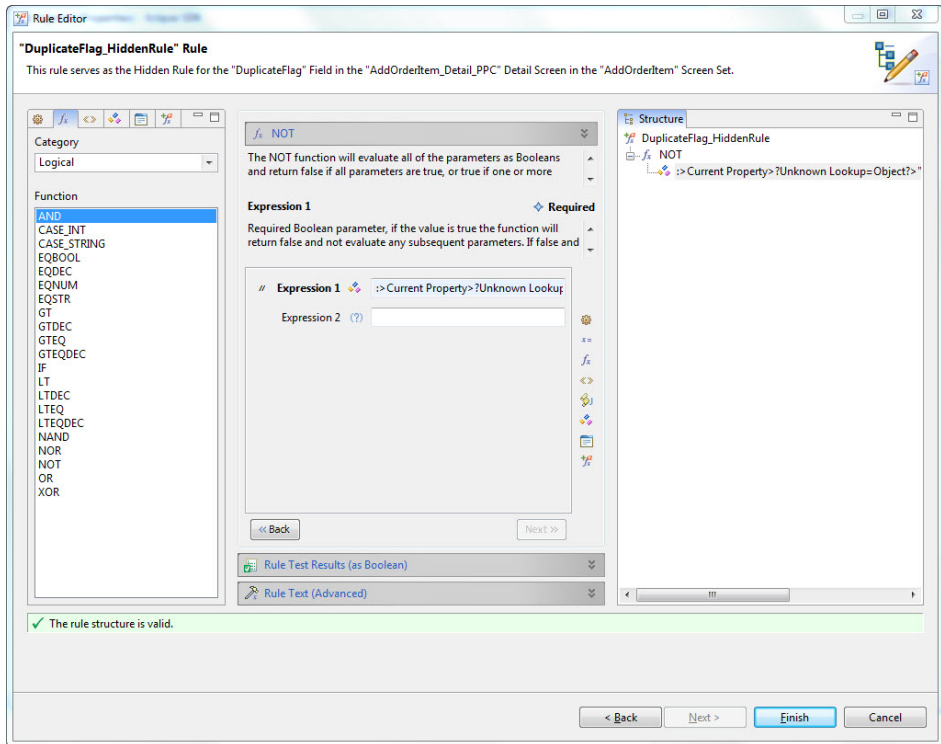 Rule Editor
"DuplicateFlag_HiddenRule" Rule
This rule serves as the Hidden Rule for the "DuplicateFlag" Field in the "AddOrderItem_Detail_PPC" Detail Screen in the "AddOrderItem" Screen Set.
Category
Logical
Function
AND
CASE_INT
CASE_STRING
EQBOOL
EQDEC
EQNUM
EQSTR
GT
GTDEC
GTEQ
GTEQDEC
IF
LT
LTDEC
LTEQ
LTEQDEC
NAND
NOR
NOT
OR
XOR
fx NOT
The NOT function will evaluate all of the parameters as Booleans
and return false if all parameters are true, or true if one or more
Expression 1 Required
Required Boolean parameter, if the value is true the function will
return false and not evaluate any subsequent parameters. If false and
// Expression 1 :>Current Property>?Unknown Lookup
Expression 2 (?)
x=
fx
<>
« Back
Next »
Rule Test Results (as Boolean)
Rule Text (Advanced)
Structure
DuplicateFlag_HiddenRule
fx NOT
:>Current Property>?Unknown Lookup=Object?>"
The rule structure is valid.
< Back
Next >
Finish
Cancel